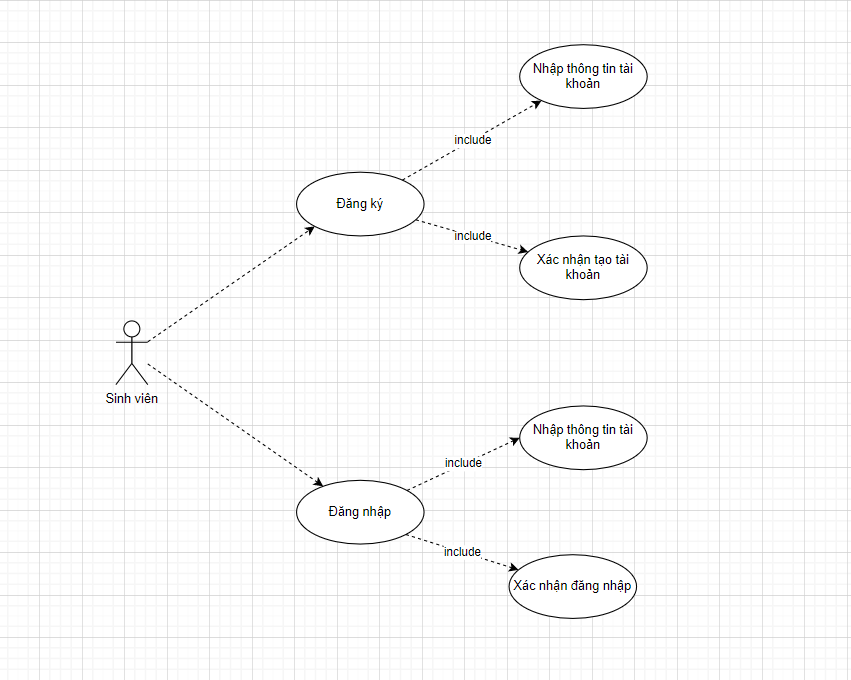 Nhập thông tin tài
khoản
include
Đăng ký
include
Xác nhận tạo tài
khoản
Sinh viên
Nhập thông tin tài
khoản
include
Đăng nhập
include
Xác nhận đăng nhập